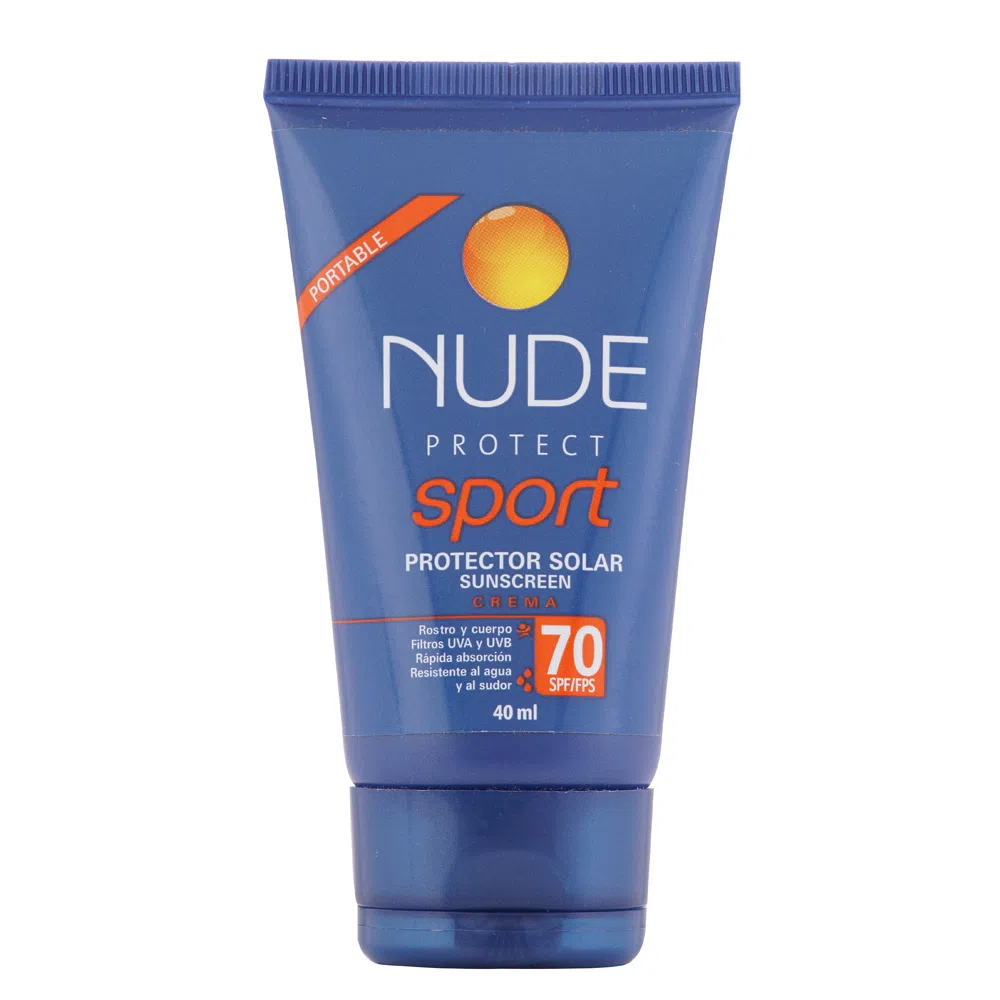 PORTABLE
NUDE
PROTECT
sport
PROTECTOR SOLAR
SUNSCREEN
CREMA
Rostro y cuerpo
Filtros UVA y UVB
Rápida absorción
Resistente al agua
y al sudor
70
SPF/FPS
40 ml